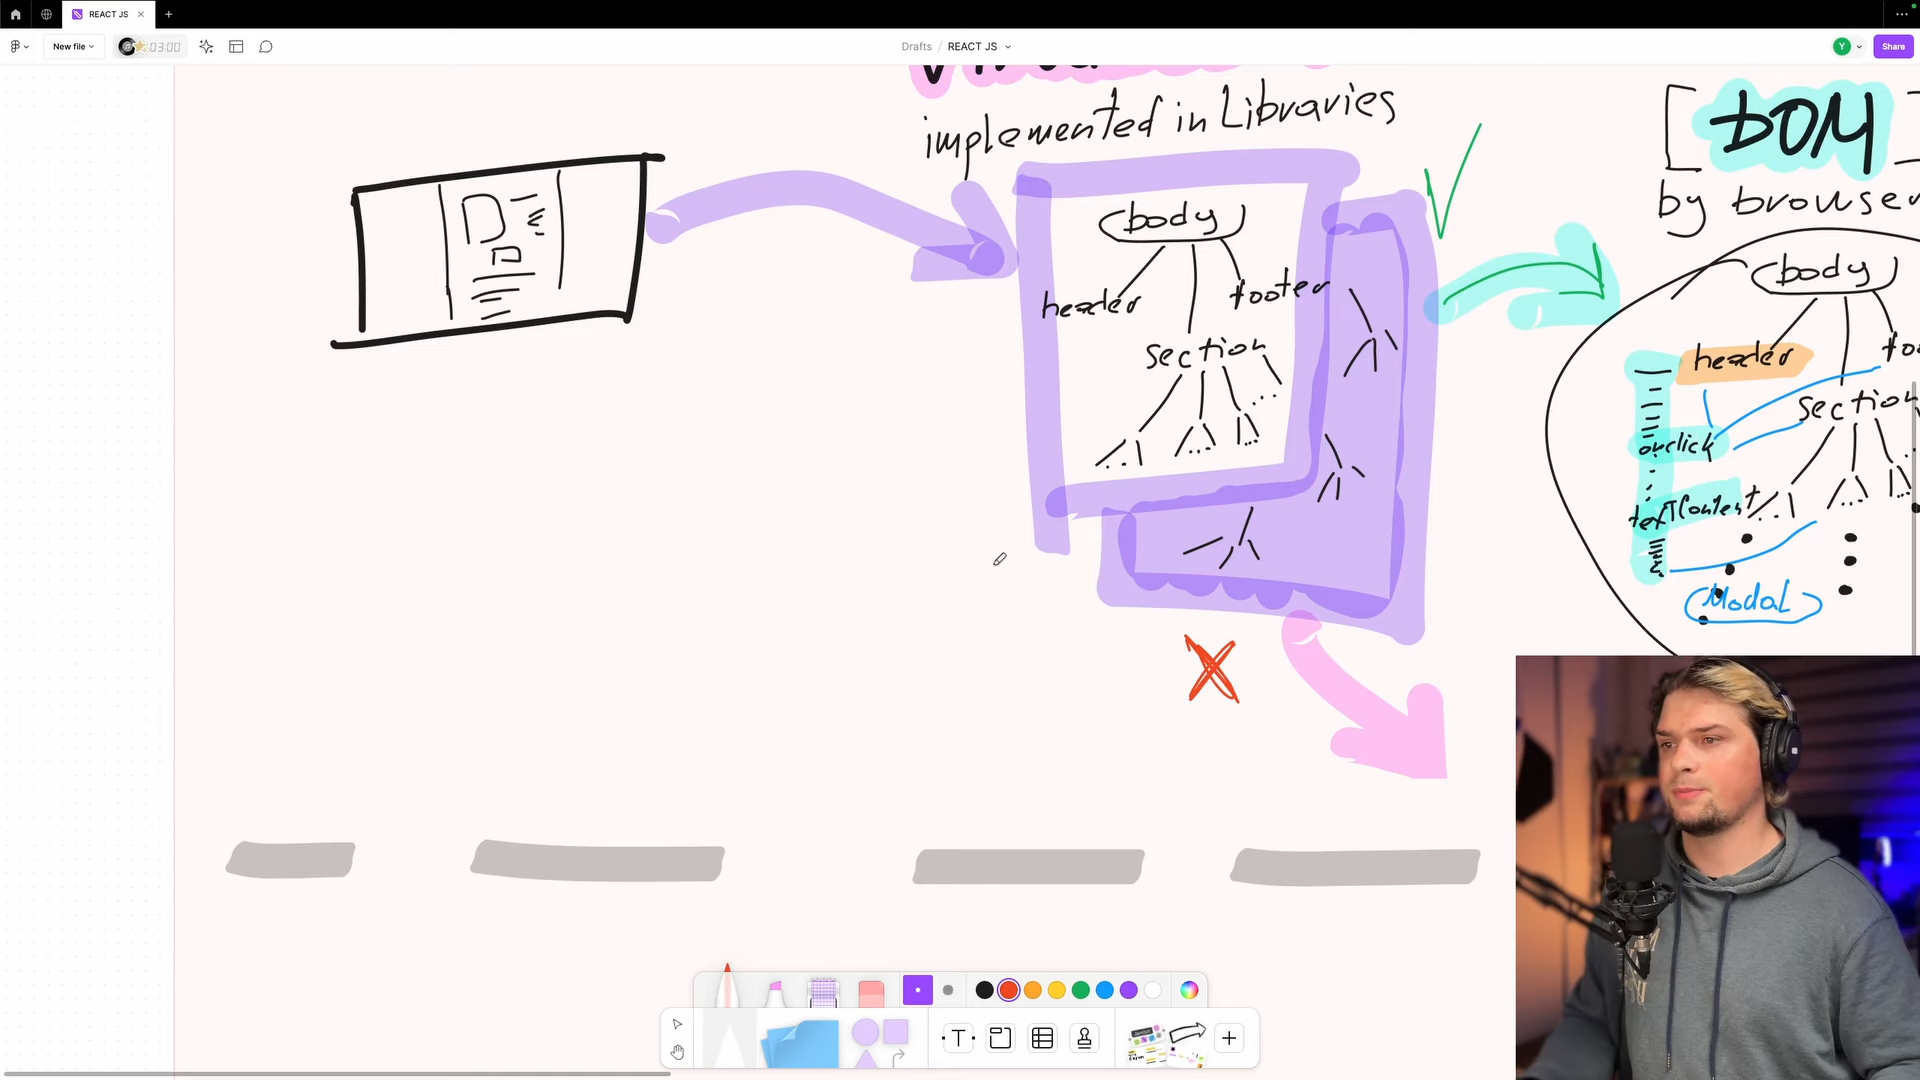 REACT JS
New file
03:00
Drafts / REACT JS
Y
Share
implemented in Libraries
[DOM]
by browser
body
header
footer
section
body
header
section
onclick
textContent
Modal
T